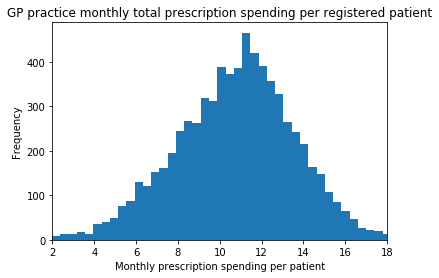 GP practice monthly total prescription spending per registered patient
Frequency
400
300
200
100
0
2 4 6 8 10 12 14 16 18
Monthly prescription spending per patient